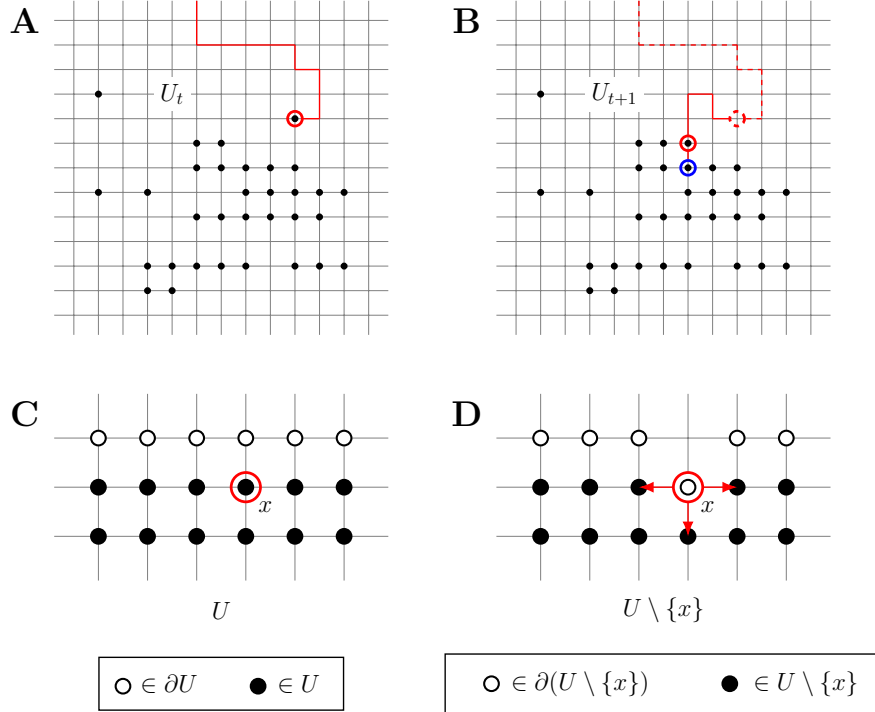 A
B
U_t
U_{t+1}
C
D
x
x
U
U \ {x}
∈ ∂U
∈ U
∈ ∂(U \ {x})
∈ U \ {x}